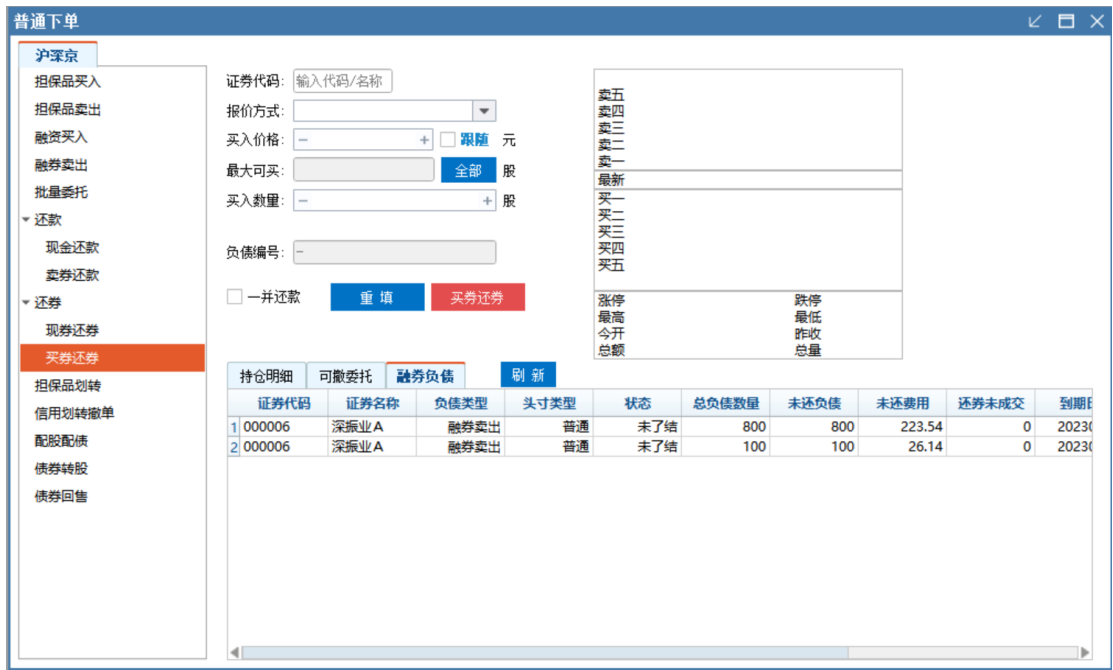 普通下单
沪深京
担保品买入
担保品卖出
融资买入
融券卖出
批量委托
还款
现金还款
卖券还款
还券
现券还券
买券还券
担保品划转
信用划转撤单
配股配债
债券转股
债券回售
证券代码: 输入代码/名称
报价方式:
买入价格: − + 跟随 元
最大可买: 全部 股
买入数量: − + 股
负债编号: −
一并还款 重填 买券还券
卖五
卖四
卖三
卖二
卖一
最新
买一
买二
买三
买四
买五
涨停 跌停
最高 最低
今开 昨收
总额 总量
持仓明细 可撤委托 融券负债 刷新
证券代码 证券名称 负债类型 头寸类型 状态 总负债数量 未还负债 未还费用 还券未成交 到期
1 000006 深振业A 融券卖出 普通 未了结 800 800 223.54 0 2023
2 000006 深振业A 融券卖出 普通 未了结 100 100 26.14 0 2023